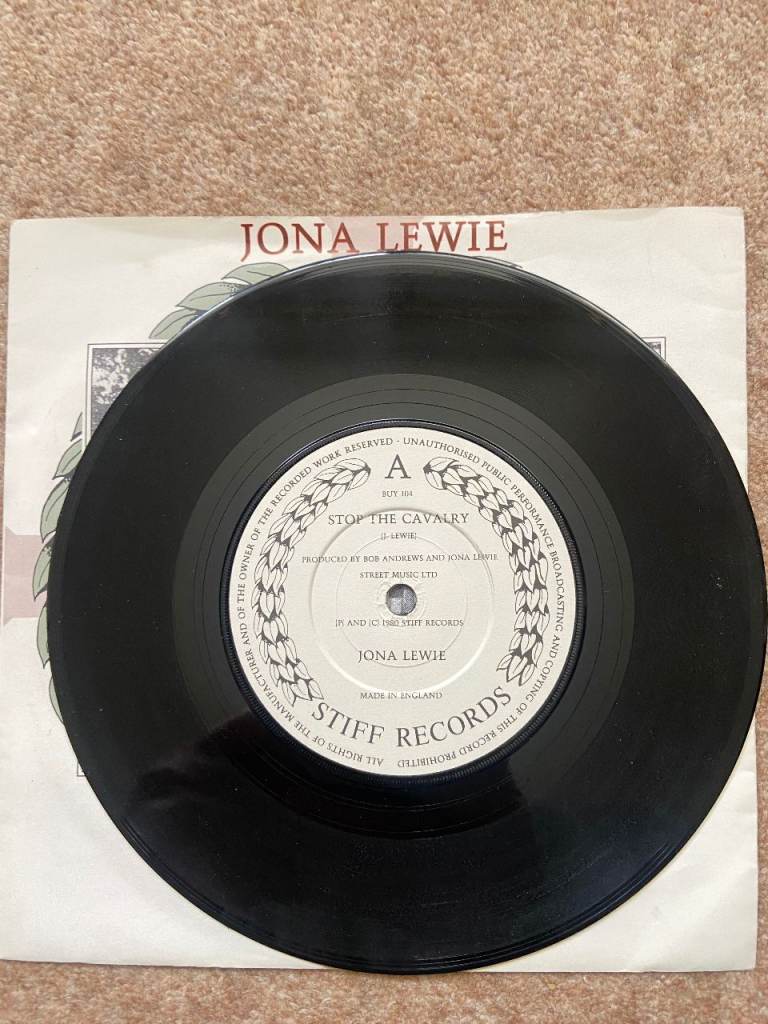 JONA LEWIE
ALL RIGHTS OF THE MANUFACTURER AND OF THE OWNER OF THE RECORDED WORK RESERVED · UNAUTHORISED PUBLIC PERFORMANCE BROADCASTING AND COPYING OF THIS RECORD PROHIBITED
A
BUY 104
STOP THE CAVALRY
(J. LEWIE)
PRODUCED BY BOB ANDREWS AND JONA LEWIE
STREET MUSIC LTD
(P) AND (C) 1980 STIFF RECORDS
JONA LEWIE
MADE IN ENGLAND
STIFF RECORDS